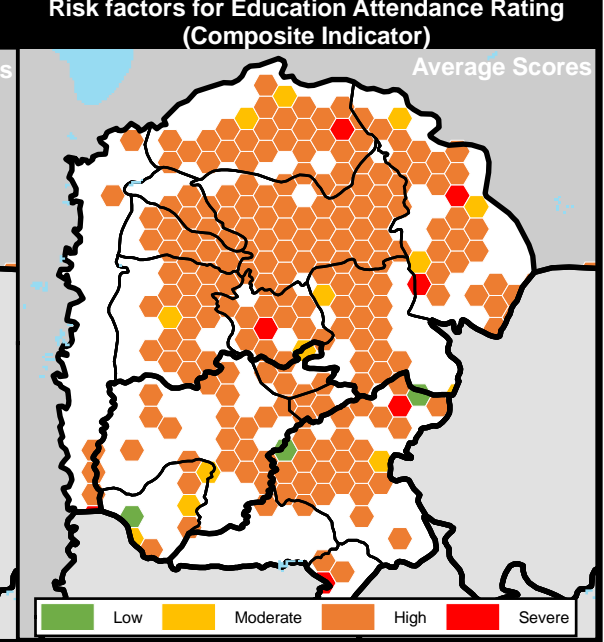 Risk factors for Education Attendance Rating
(Composite Indicator)
s
Average Scores
Low
Moderate
High
Severe